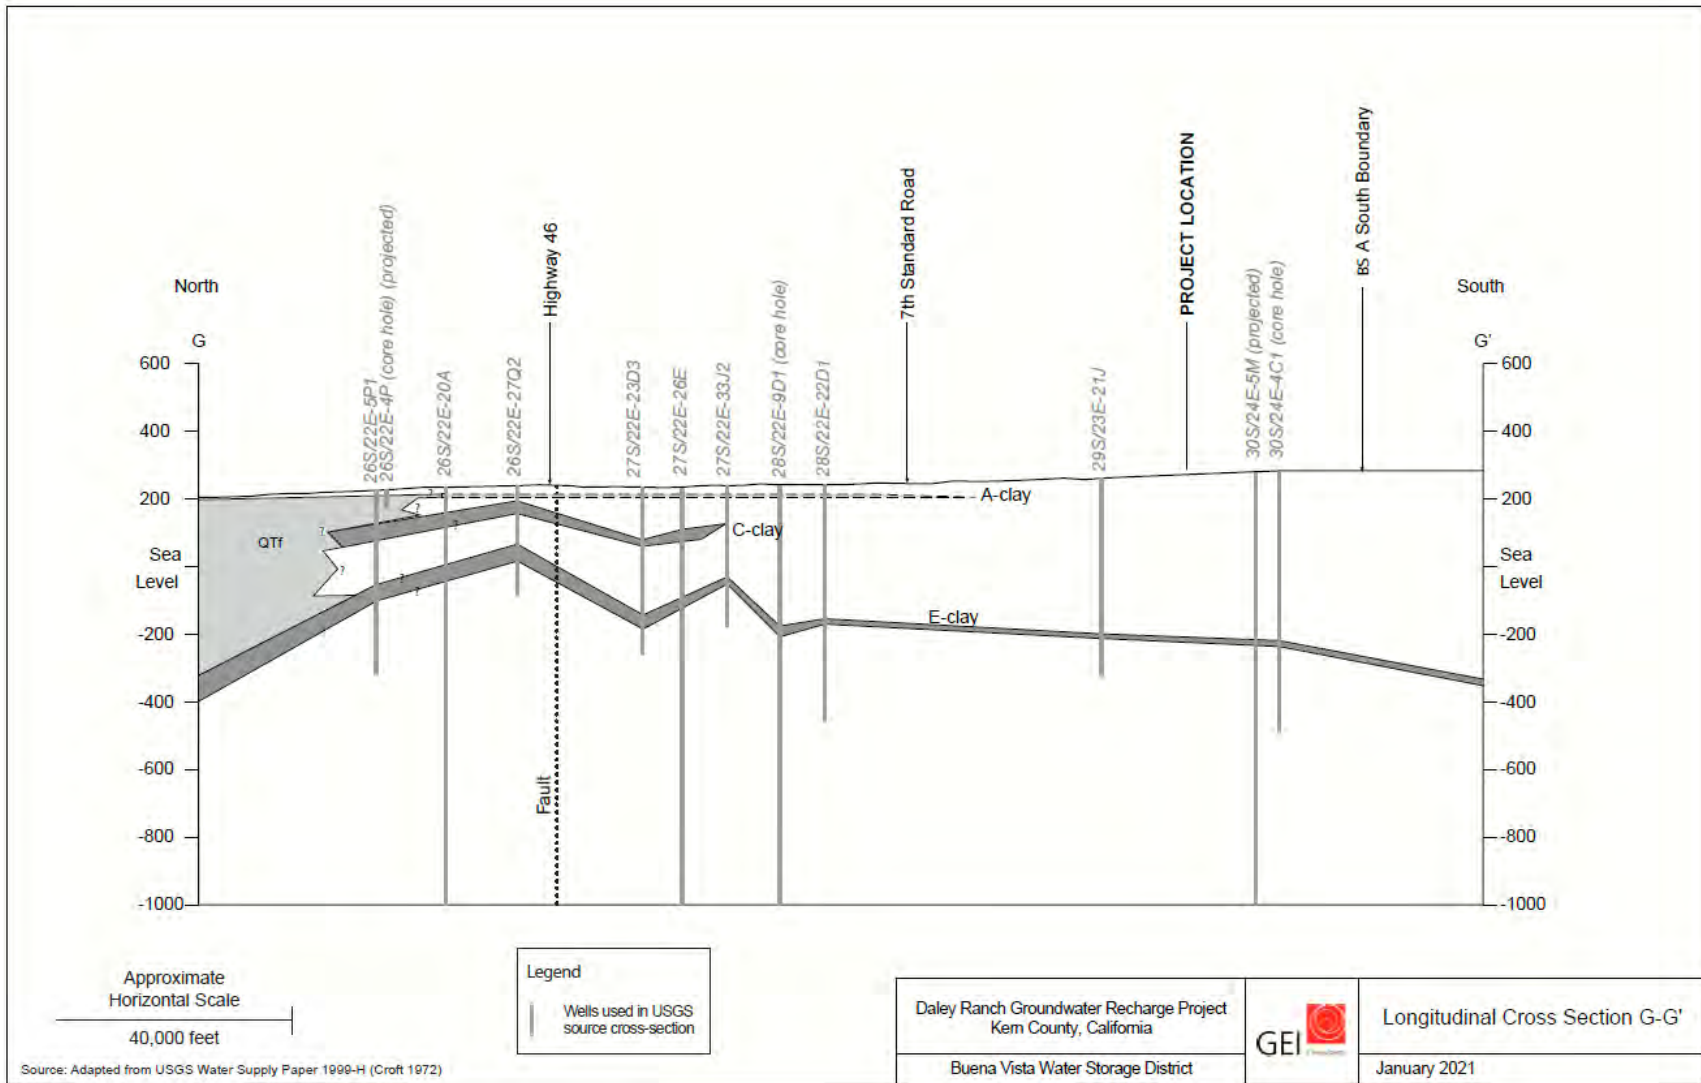 26S/22E-5P1
26S/22E-4P (core hole) (projected)
26S/22E-20A
26S/22E-27Q2
Highway 46
27S/22E-23D3
27S/22E-26E
27S/22E-33J2
28S/22E-9D1 (core hole)
28S/22E-22D1
7th Standard Road
29S/23E-21J
PROJECT LOCATION
30S/24E-5M (projected)
30S/24E-4C1 (core hole)
BS A South Boundary
North
South
G
G'
600
600
400
400
200
200
Sea
Level
Sea
Level
-200
-200
-400
-400
-600
-600
-800
-800
-1000
-1000
A-clay
C-clay
E-clay
QTf
?
?
?
?
?
?
?
?
Fault
Approximate
Horizontal Scale
40,000 feet
Legend
Wells used in USGS
source cross-section
Daley Ranch Groundwater Recharge Project
Kern County, California
Buena Vista Water Storage District
GEI
Longitudinal Cross Section G-G'
January 2021
Source: Adapted from USGS Water Supply Paper 1999-H (Croft 1972)